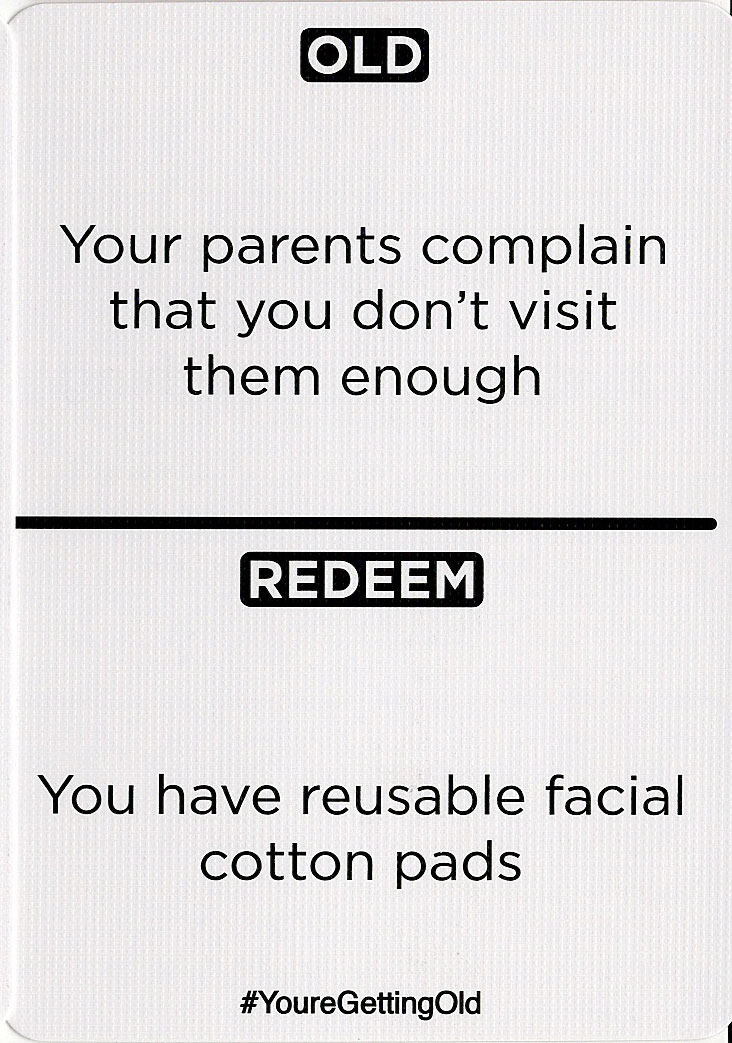 OLD
Your parents complain
that you don’t visit
them enough
REDEEM
You have reusable facial
cotton pads
#YoureGettingOld